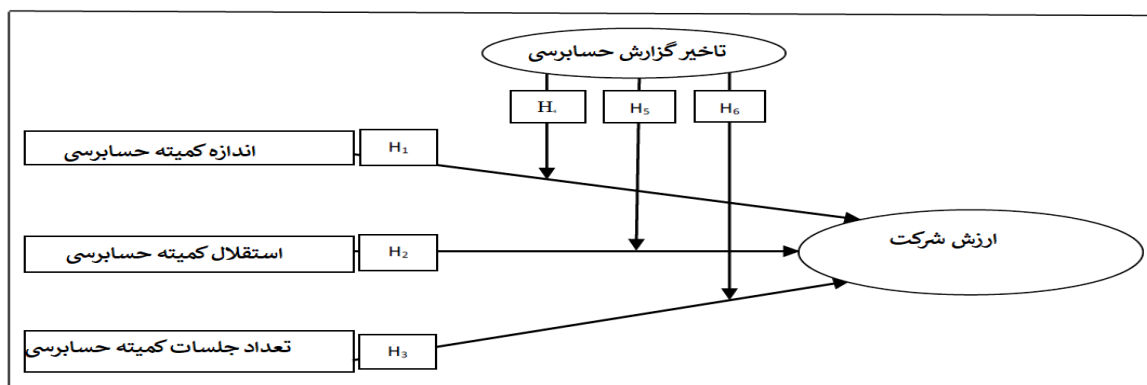 تاخیر گزارش حسابرسی
H₄
H₅
H₆
اندازه کمیته حسابرسی
H₁
استقلال کمیته حسابرسی
H₂
ارزش شرکت
تعداد جلسات کمیته حسابرسی
H₃